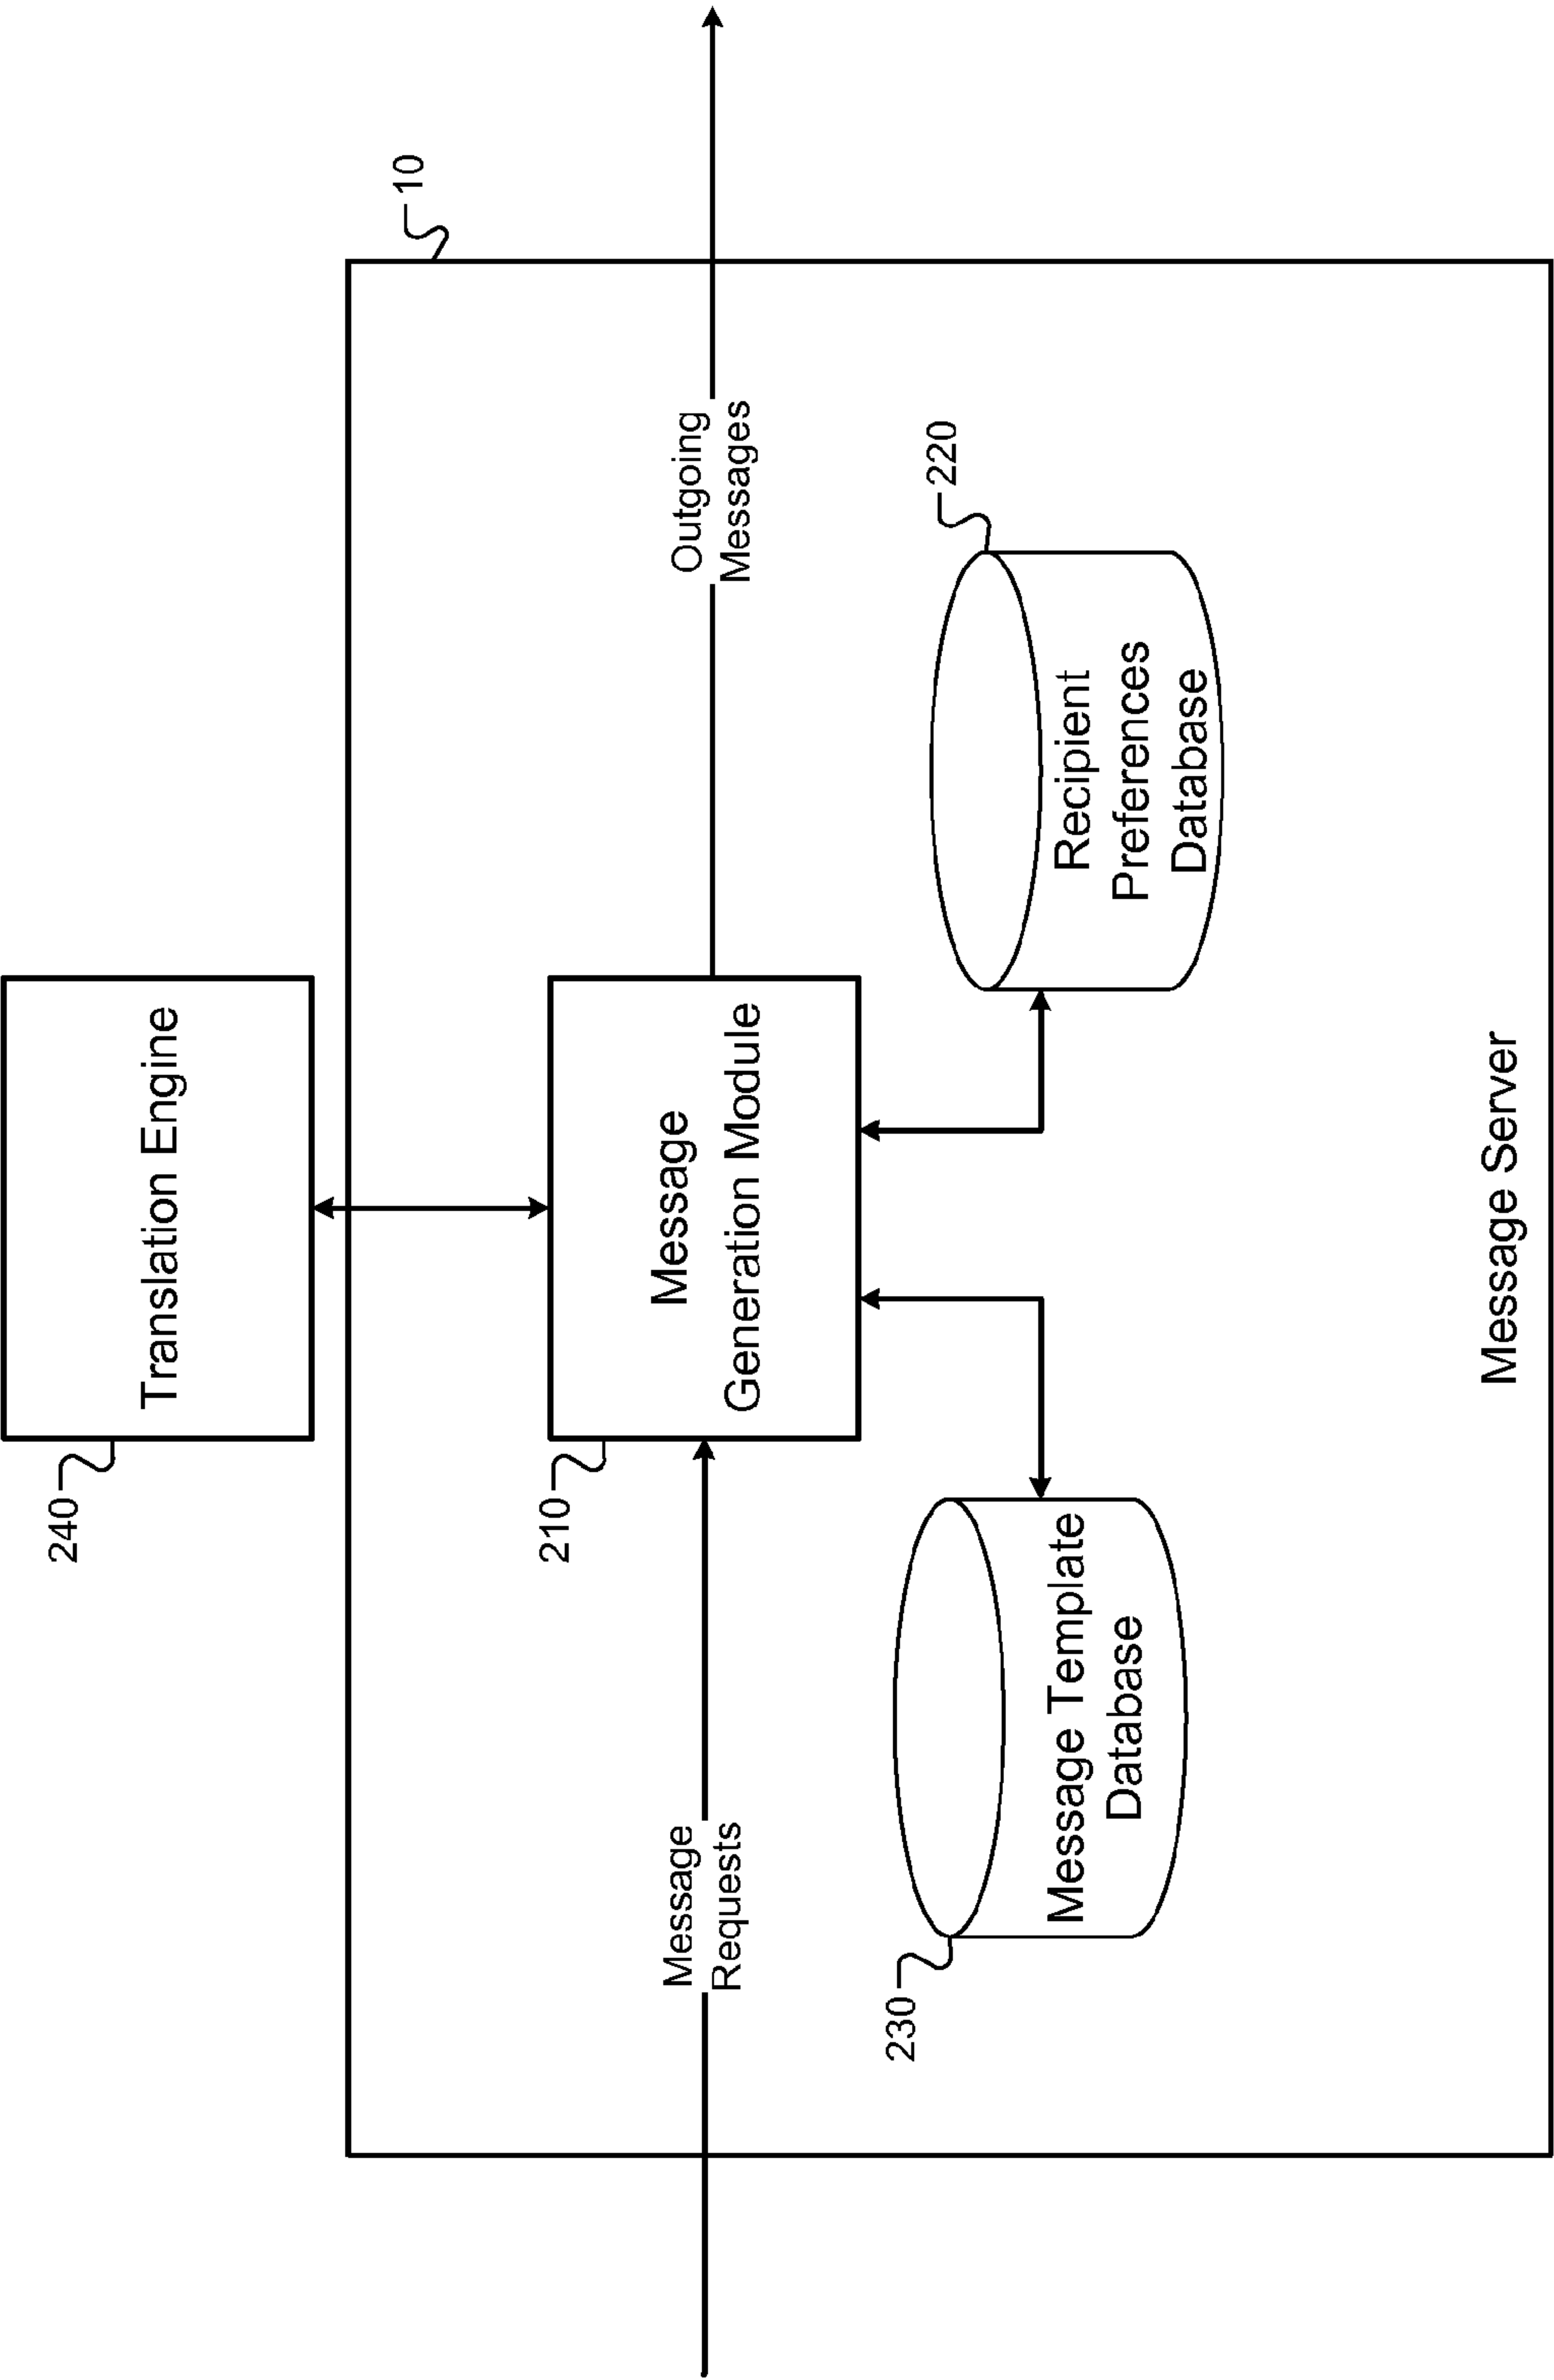 240
Translation Engine
10
210
Message
Generation Module
Message
Requests
Outgoing
Messages
230
Message Template
Database
220
Recipient
Preferences
Database
Message Server